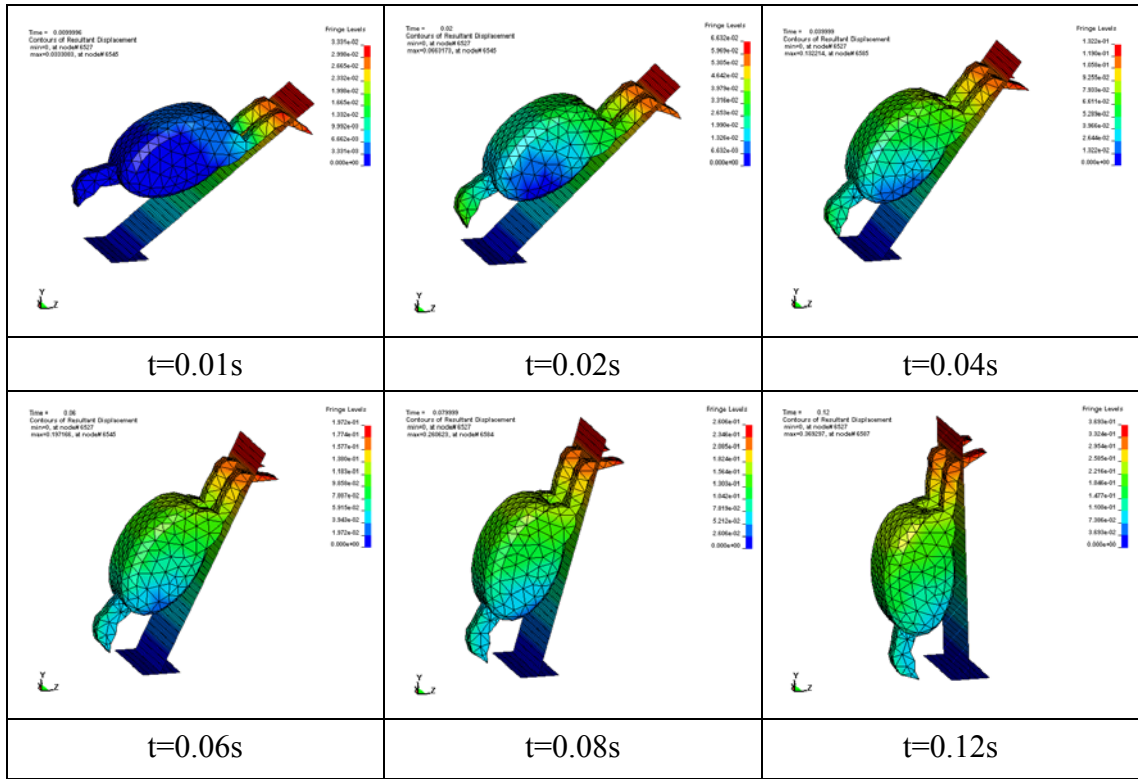 Time = 0.0099996
Contours of Resultant Displacement
min=0, at node# 6527
max=0.0333083, at node# 6545
Fringe Levels
3.331e-02
2.998e-02
2.665e-02
2.332e-02
1.998e-02
1.665e-02
1.332e-02
9.992e-03
6.662e-03
3.331e-03
0.000e+00
Y
Z
Time = 0.02
Contours of Resultant Displacement
min=0, at node# 6527
max=0.0663173, at node# 6545
Fringe Levels
6.632e-02
5.969e-02
5.305e-02
4.642e-02
3.979e-02
3.316e-02
2.653e-02
1.990e-02
1.326e-02
6.632e-03
0.000e+00
Y
Z
Time = 0.039999
Contours of Resultant Displacement
min=0, at node# 6527
max=0.132214, at node# 6565
Fringe Levels
1.322e-01
1.190e-01
1.058e-01
9.255e-02
7.933e-02
6.611e-02
5.289e-02
3.966e-02
2.644e-02
1.322e-02
0.000e+00
Y
Z
t=0.01s
t=0.02s
t=0.04s
Time = 0.06
Contours of Resultant Displacement
min=0, at node# 6527
max=0.197166, at node# 6545
Fringe Levels
1.972e-01
1.774e-01
1.577e-01
1.380e-01
1.183e-01
9.858e-02
7.887e-02
5.915e-02
3.943e-02
1.972e-02
0.000e+00
Y
Z
Time = 0.079999
Contours of Resultant Displacement
min=0, at node# 6527
max=0.260623, at node# 6564
Fringe Levels
2.606e-01
2.346e-01
2.085e-01
1.824e-01
1.564e-01
1.303e-01
1.042e-01
7.819e-02
5.212e-02
2.606e-02
0.000e+00
Y
Z
Time = 0.12
Contours of Resultant Displacement
min=0, at node# 6527
max=0.369297, at node# 6567
Fringe Levels
3.693e-01
3.324e-01
2.954e-01
2.585e-01
2.216e-01
1.846e-01
1.477e-01
1.108e-01
7.386e-02
3.693e-02
0.000e+00
Y
Z
t=0.06s
t=0.08s
t=0.12s